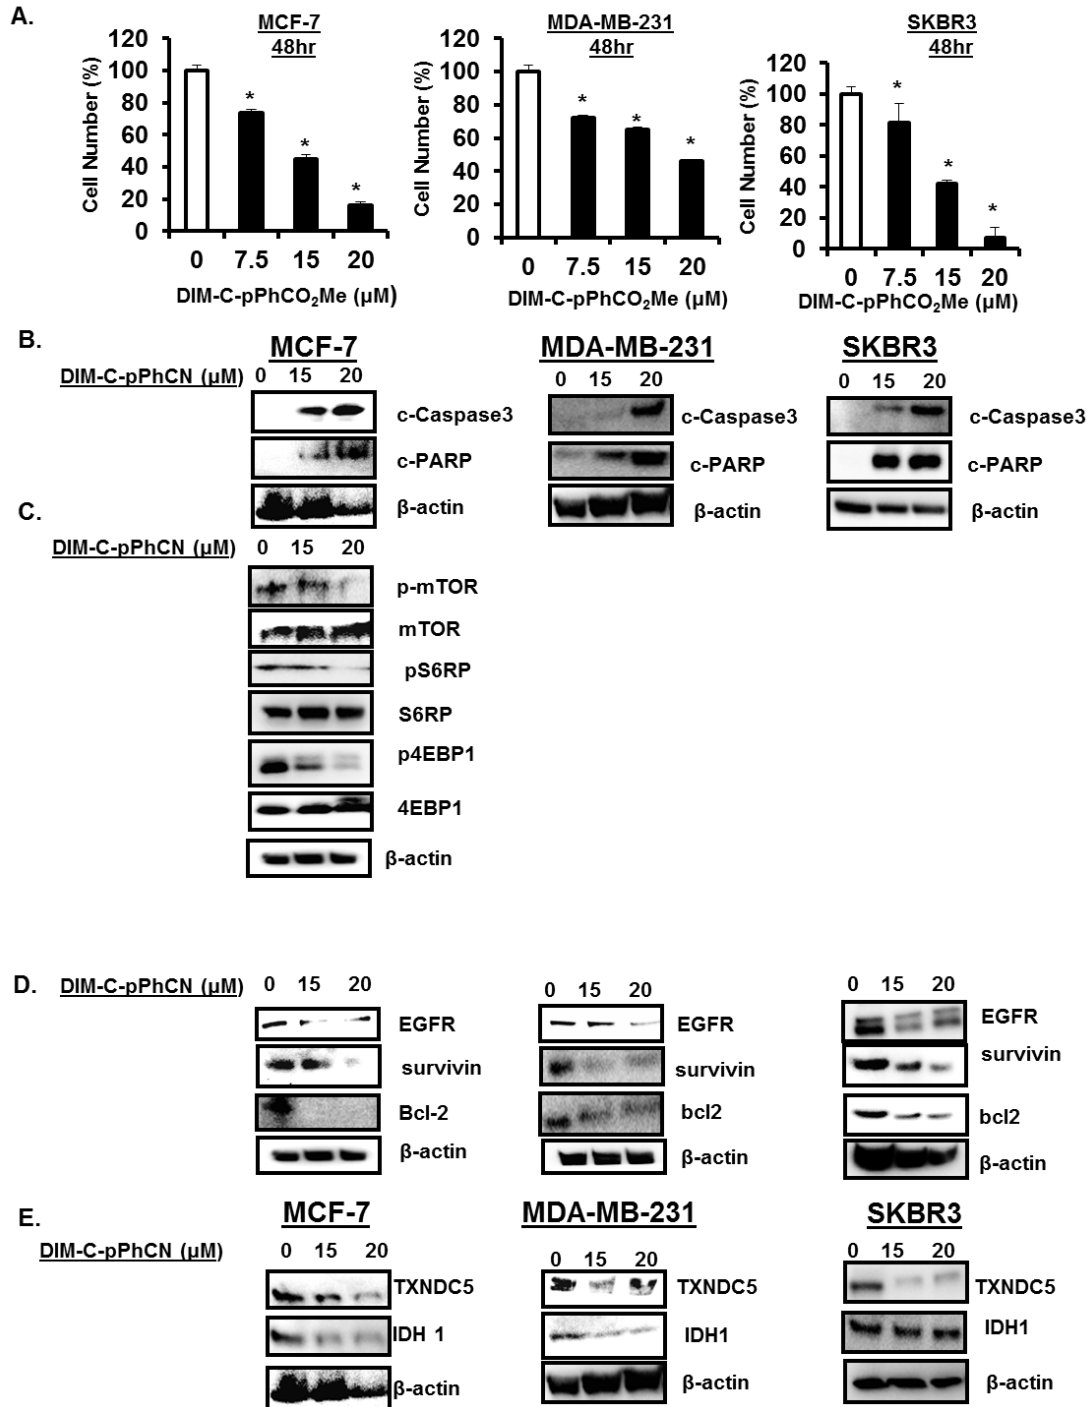 A.
MCF-7
48hr
Cell Number (%)
120
100
80
60
40
20
0
*
*
*
0 7.5 15 20
DIM-C-pPhCO₂Me (μM)
MDA-MB-231
48hr
Cell Number (%)
120
100
80
60
40
20
0
*
*
*
0 7.5 15 20
DIM-C-pPhCO₂Me (μM)
SKBR3
48hr
Cell Number (%)
120
100
80
60
40
20
0
*
*
*
0 7.5 15 20
DIM-C-pPhCO₂Me (μM)
B.
MCF-7
DIM-C-pPhCN (μM) 0 15 20
c-Caspase3
c-PARP
β-actin
MDA-MB-231
0 15 20
c-Caspase3
c-PARP
β-actin
SKBR3
0 15 20
c-Caspase3
c-PARP
β-actin
C.
DIM-C-pPhCN (μM) 0 15 20
p-mTOR
mTOR
pS6RP
S6RP
p4EBP1
4EBP1
β-actin
D.
DIM-C-pPhCN (μM) 0 15 20
EGFR
survivin
Bcl-2
β-actin
0 15 20
EGFR
survivin
bcl2
β-actin
0 15 20
EGFR
survivin
bcl2
β-actin
E.
MCF-7
DIM-C-pPhCN (μM)
0 15 20
TXNDC5
IDH 1
β-actin
MDA-MB-231
0 15 20
TXNDC5
IDH1
β-actin
SKBR3
0 15 20
TXNDC5
IDH1
β-actin